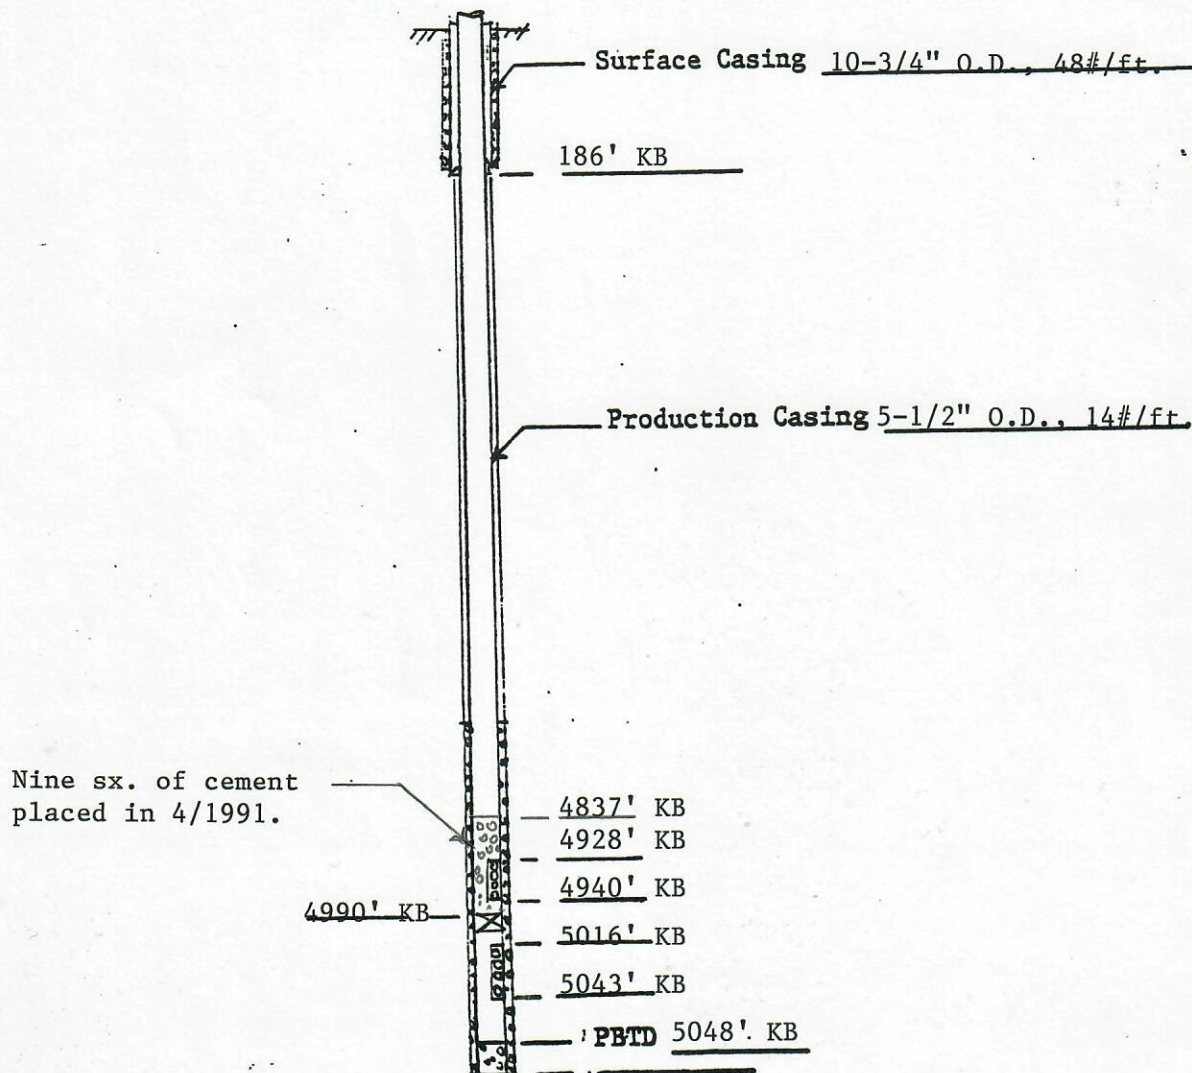 Surface Casing 10-3/4" O.D., 48#/ft.
186' KB
Production Casing 5-1/2" O.D., 14#/ft.
Nine sx. of cement
placed in 4/1991.
4837' KB
4928' KB
4940' KB
4990' KB
5016' KB
5043' KB
PBTD 5048'. KB